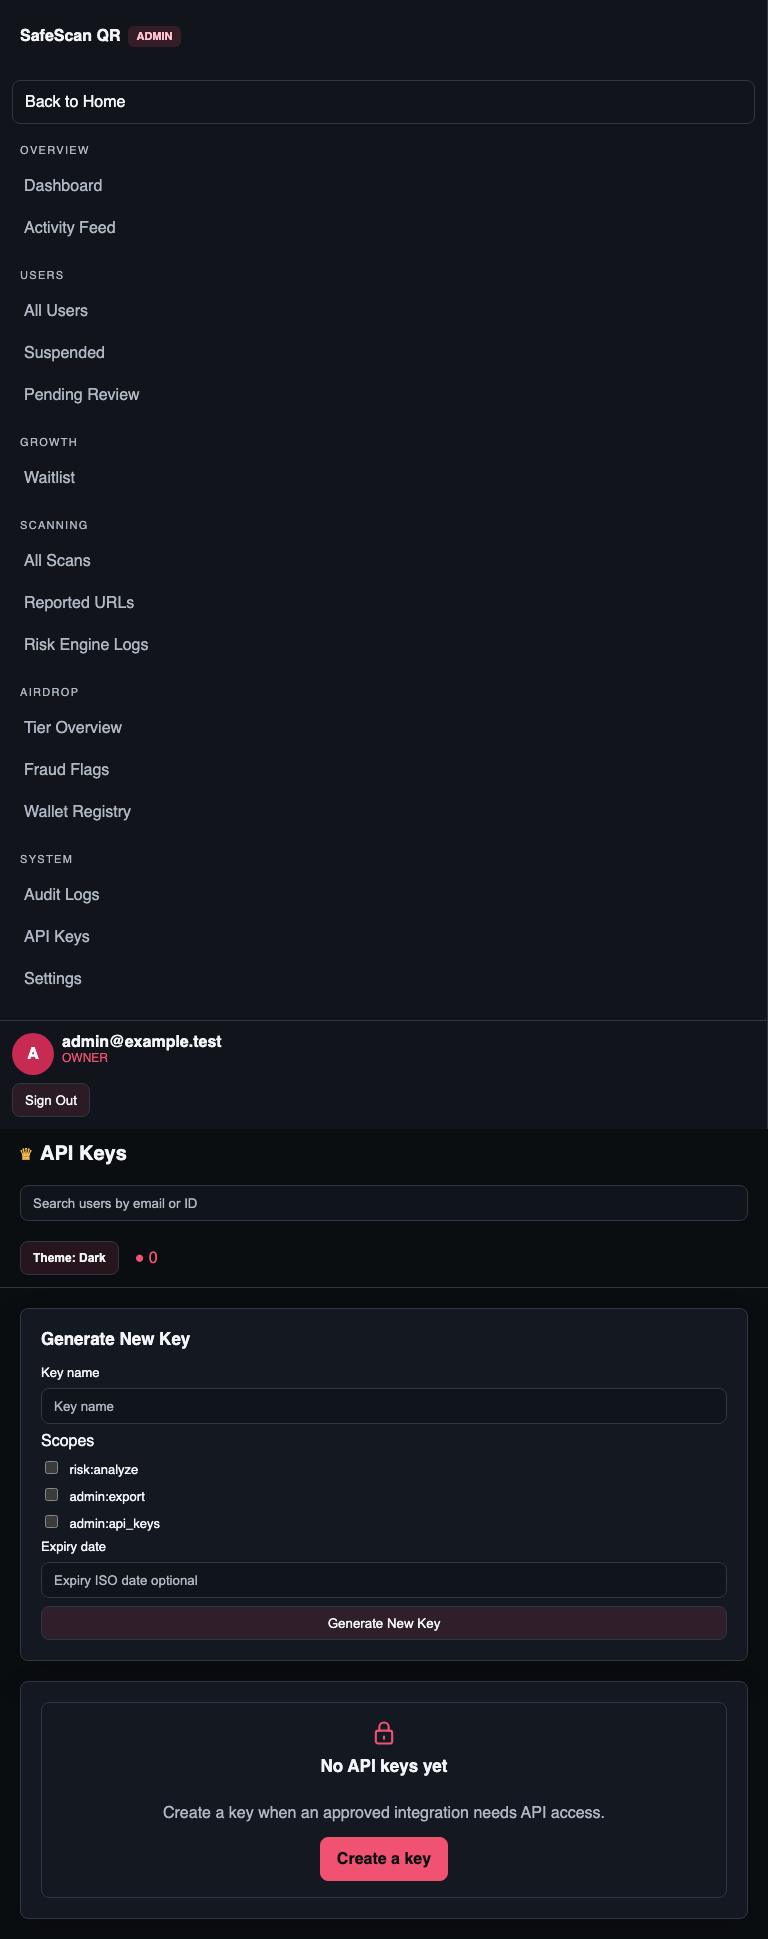 SafeScan QR ADMIN
Back to Home
OVERVIEW
Dashboard
Activity Feed
USERS
All Users
Suspended
Pending Review
GROWTH
Waitlist
SCANNING
All Scans
Reported URLs
Risk Engine Logs
AIRDROP
Tier Overview
Fraud Flags
Wallet Registry
SYSTEM
Audit Logs
API Keys
Settings
A admin@example.test
OWNER
Sign Out
API Keys
Search users by email or ID
Theme: Dark 0
Generate New Key
Key name
Key name
Scopes
risk:analyze
admin:export
admin:api_keys
Expiry date
Expiry ISO date optional
Generate New Key
No API keys yet
Create a key when an approved integration needs API access.
Create a key